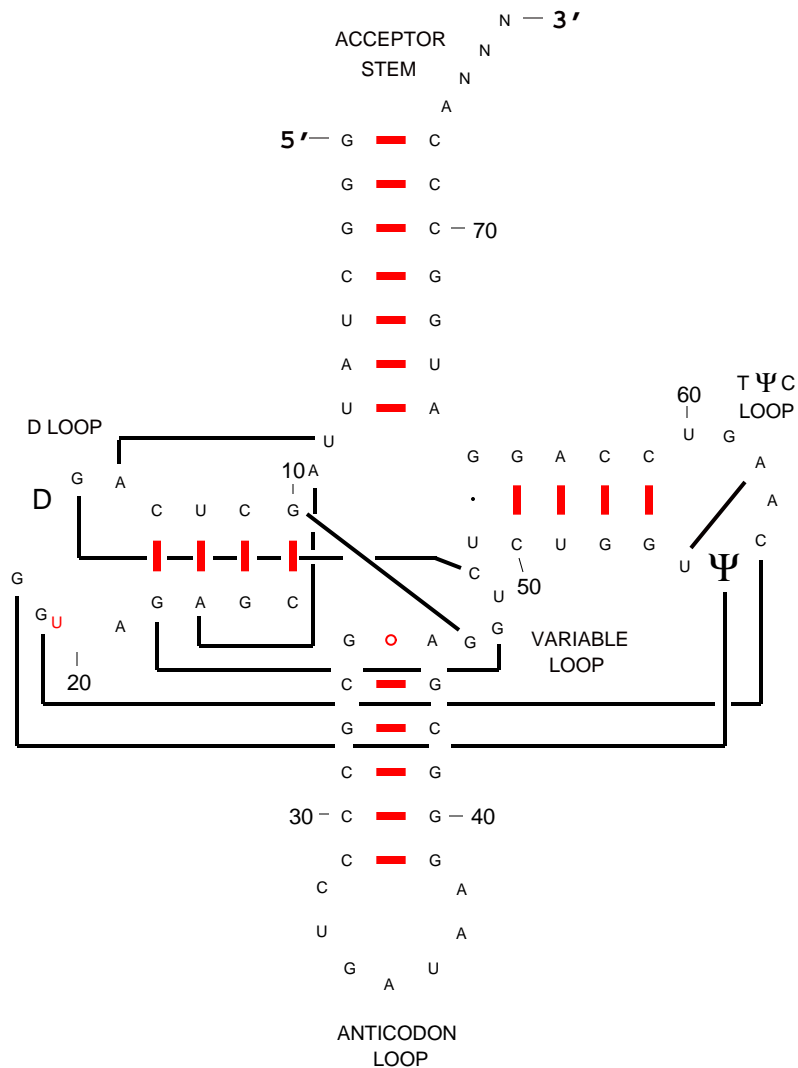 N — 3′
ACCEPTOR
STEM
N
N
A
5′ — G C
G C
G C — 70
C G
U G
A U
U A
T Ψ C
LOOP
60
D LOOP
U
U G
G A
A
10
G G A C C
A
D
A
C U C G
·
C
U C U G G U
Ψ
C
50
G
U
G A G C
G U
A
G A G G
VARIABLE
LOOP
20
C G
G C
C G
30 — C G — 40
C G
C A
U A
G U
A
ANTICODON
LOOP